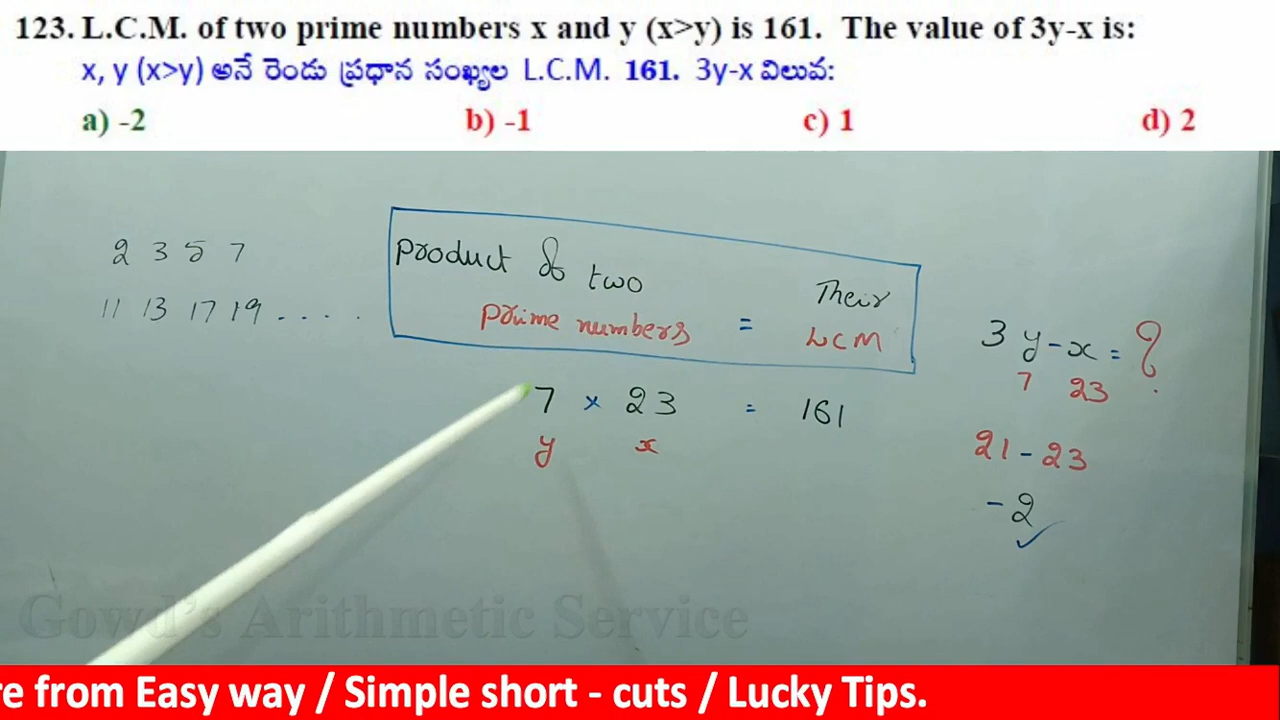 123. L.C.M. of two prime numbers x and y (x>y) is 161. The value of 3y-x is:
x, y (x>y) అనే రెండు ప్రధాన సంఖ్యల L.C.M. 161. 3y-x విలువ:
a) -2 b) -1 c) 1 d) 2
2 3 5 7
11 13 17 19 . . . . .
Product of two Their
prime numbers = LCM
7 × 23 = 161
y x
3 y - x = ?
7 23
21 - 23
- 2 ✓
Gowd's Arithmetic Service
re from Easy way / Simple short - cuts / Lucky Tips.